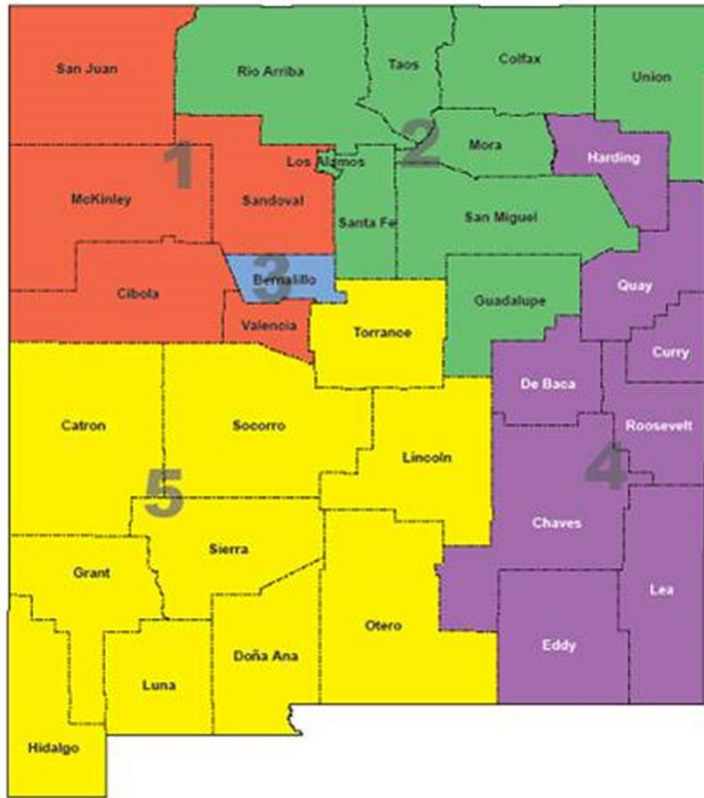 San Juan
Rio Arriba
Taos
Colfax
Union
1
2
Mora
Harding
Los Alamos
McKinley
Sandoval
Santa Fe
San Miguel
3
Bernalillo
Quay
Cibola
Guadalupe
Valencia
Torrance
Curry
De Baca
Catron
Socorro
Roosevelt
Lincoln
4
5
Chaves
Sierra
Grant
Lea
Otero
Eddy
Doña Ana
Luna
Hidalgo